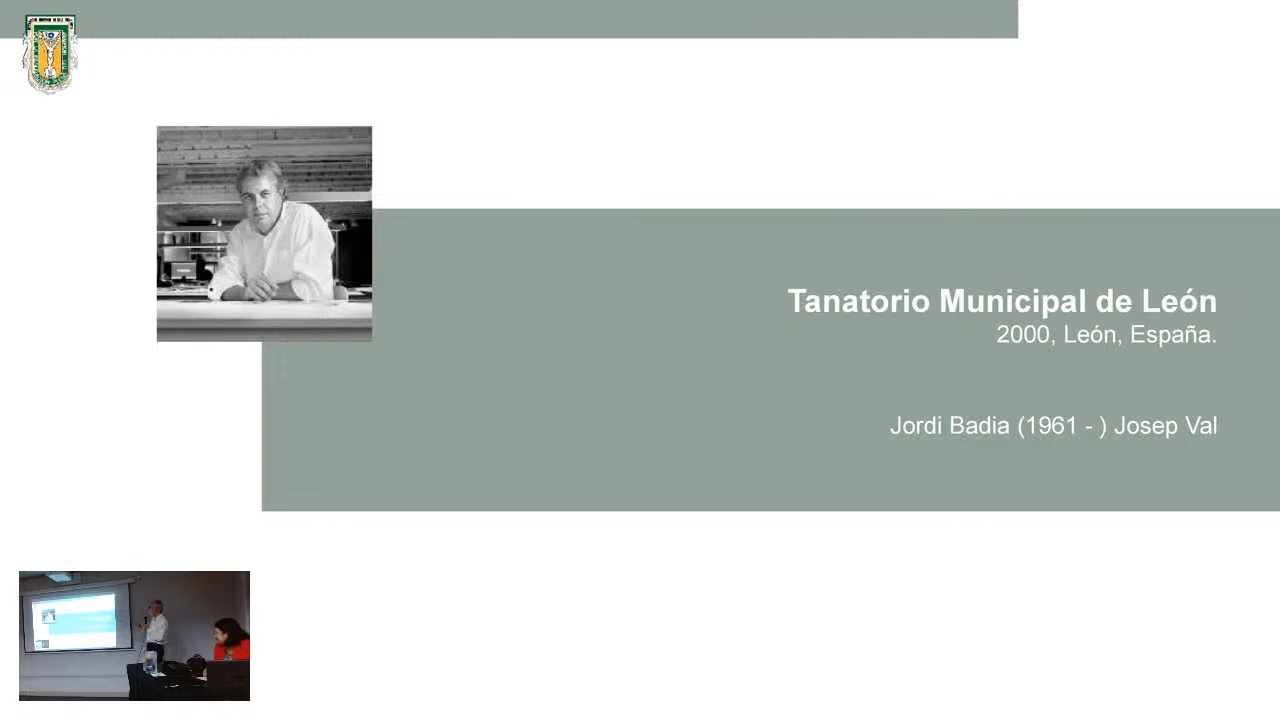 Tanatorio Municipal de León
2000, León, España.
Jordi Badia (1961 - ) Josep Val